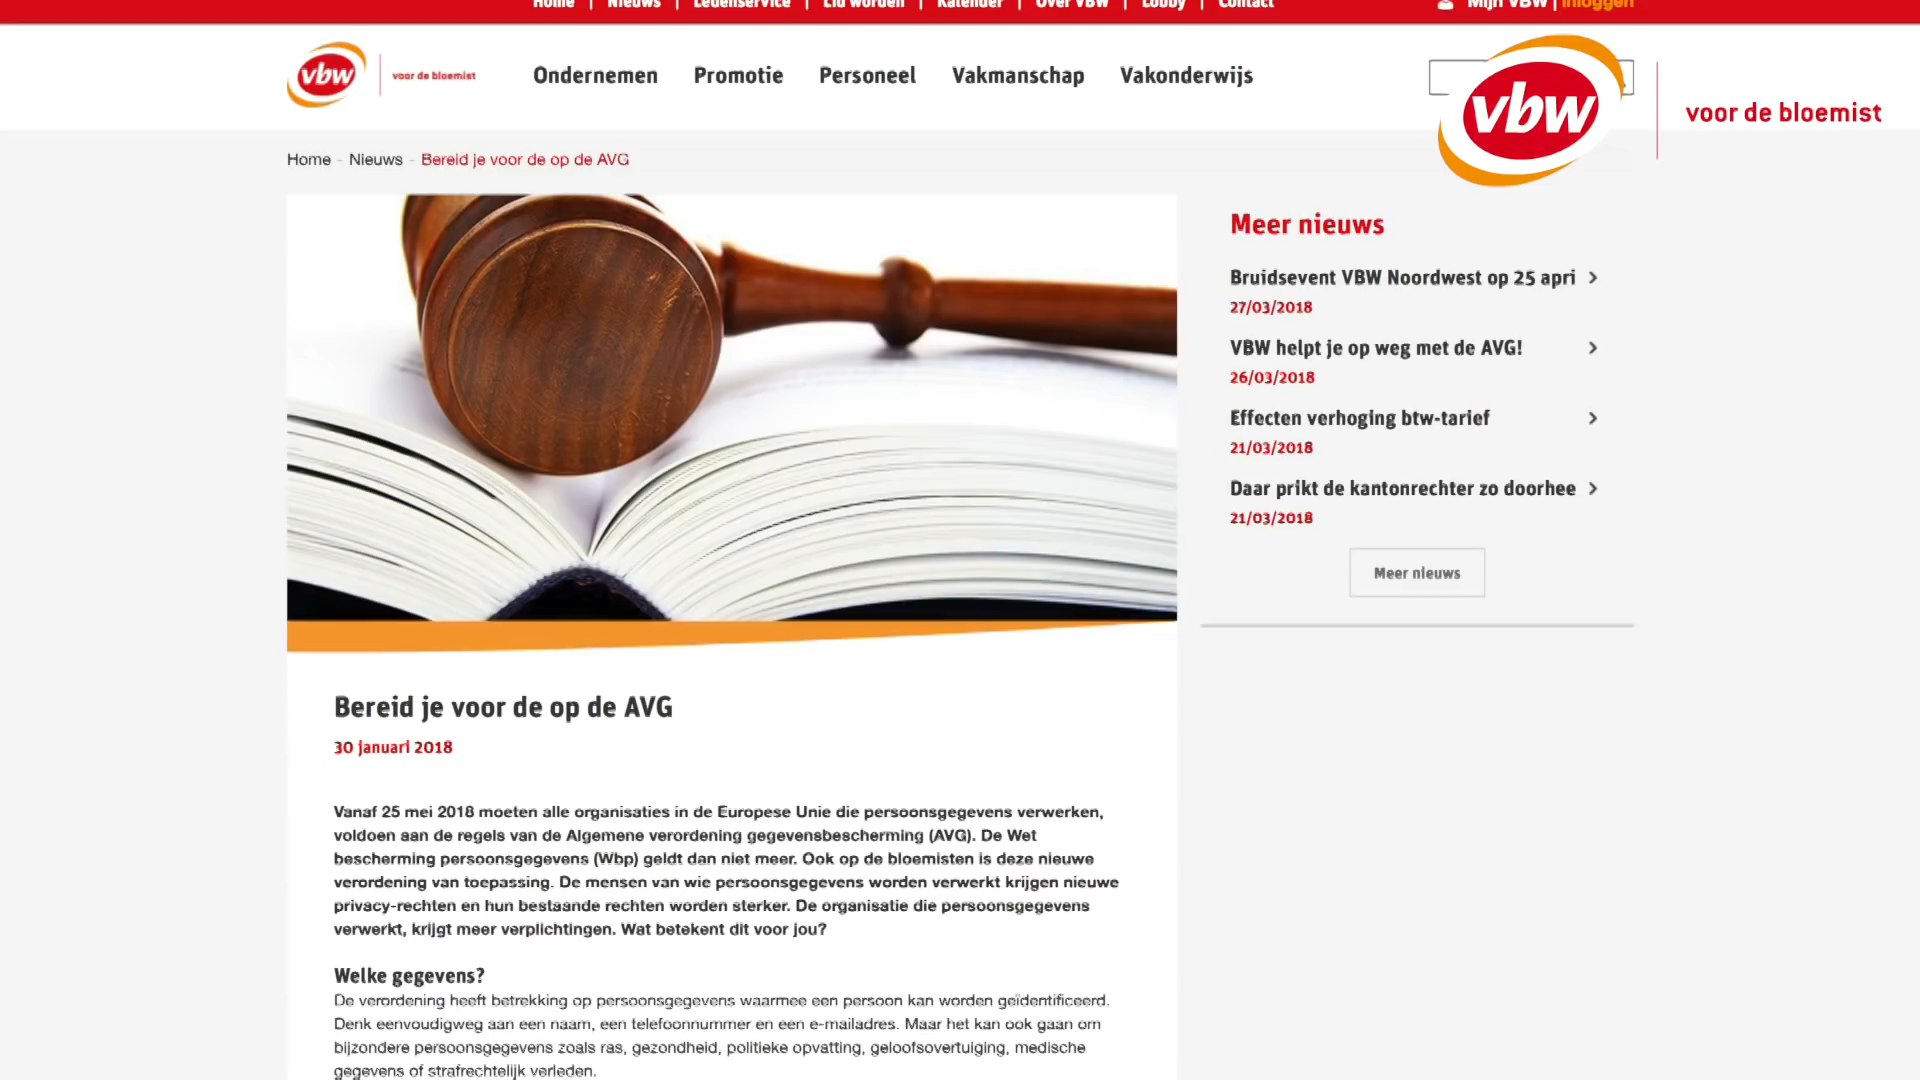 Home | Nieuws | Ledenservice | Lid worden | Kalender | Over VBW | Lobby | Contact
Mijn VBW | Inloggen
vbw voor de bloemist
Ondernemen Promotie Personeel Vakmanschap Vakonderwijs
vbw voor de bloemist
Home - Nieuws - Bereid je voor de op de AVG
Meer nieuws
Bruidsevent VBW Noordwest op 25 apri
27/03/2018
VBW helpt je op weg met de AVG!
26/03/2018
Effecten verhoging btw-tarief
21/03/2018
Daar prikt de kantonrechter zo doorhee
21/03/2018
Meer nieuws
Bereid je voor de op de AVG
30 januari 2018
Vanaf 25 mei 2018 moeten alle organisaties in de Europese Unie die persoonsgegevens verwerken,
voldoen aan de regels van de Algemene verordening gegevensbescherming (AVG). De Wet
bescherming persoonsgegevens (Wbp) geldt dan niet meer. Ook op de bloemisten is deze nieuwe
verordening van toepassing. De mensen van wie persoonsgegevens worden verwerkt krijgen nieuwe
privacy-rechten en hun bestaande rechten worden sterker. De organisatie die persoonsgegevens
verwerkt, krijgt meer verplichtingen. Wat betekent dit voor jou?
Welke gegevens?
De verordening heeft betrekking op persoonsgegevens waarmee een persoon kan worden geïdentificeerd.
Denk eenvoudigweg aan een naam, een telefoonnummer en een e-mailadres. Maar het kan ook gaan om
bijzondere persoonsgegevens zoals ras, gezondheid, politieke opvatting, geloofsovertuiging, medische
gegevens of strafrechtelijk verleden.